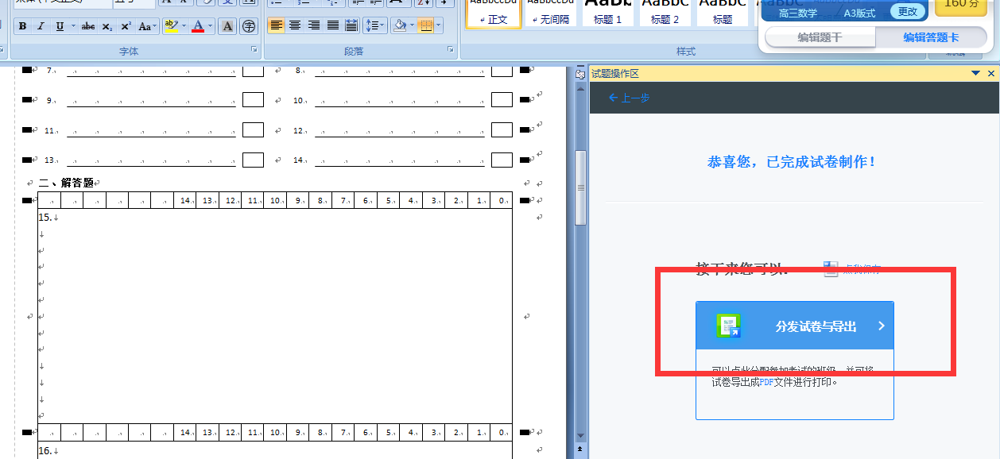 AaBbCcDd AaBbCcDd AaBbC AaBbC
B I U abc X₂ X² Aa ab A A 字
↵ 正文 ↵ 无间隔 标题 1 标题 2 标题
字体 段落 样式
高三数学 A3版式 更改 160 分
编辑题干 编辑答题卡
试题操作区
上一步
恭喜您，已完成试卷制作！
接下来您可以:
分发试卷与导出
可以点此分配参加考试的班级，并可将
试卷导出成PDF文件进行打印。
7. 8.
9. 10.
11. 12.
13. 14.
二、解答题
14. 13. 12. 11. 10. 9. 8. 7. 6. 5. 4. 3. 2. 1. 0.
15.
14. 13. 12. 11. 10. 9. 8. 7. 6. 5. 4. 3. 2. 1. 0.
16.